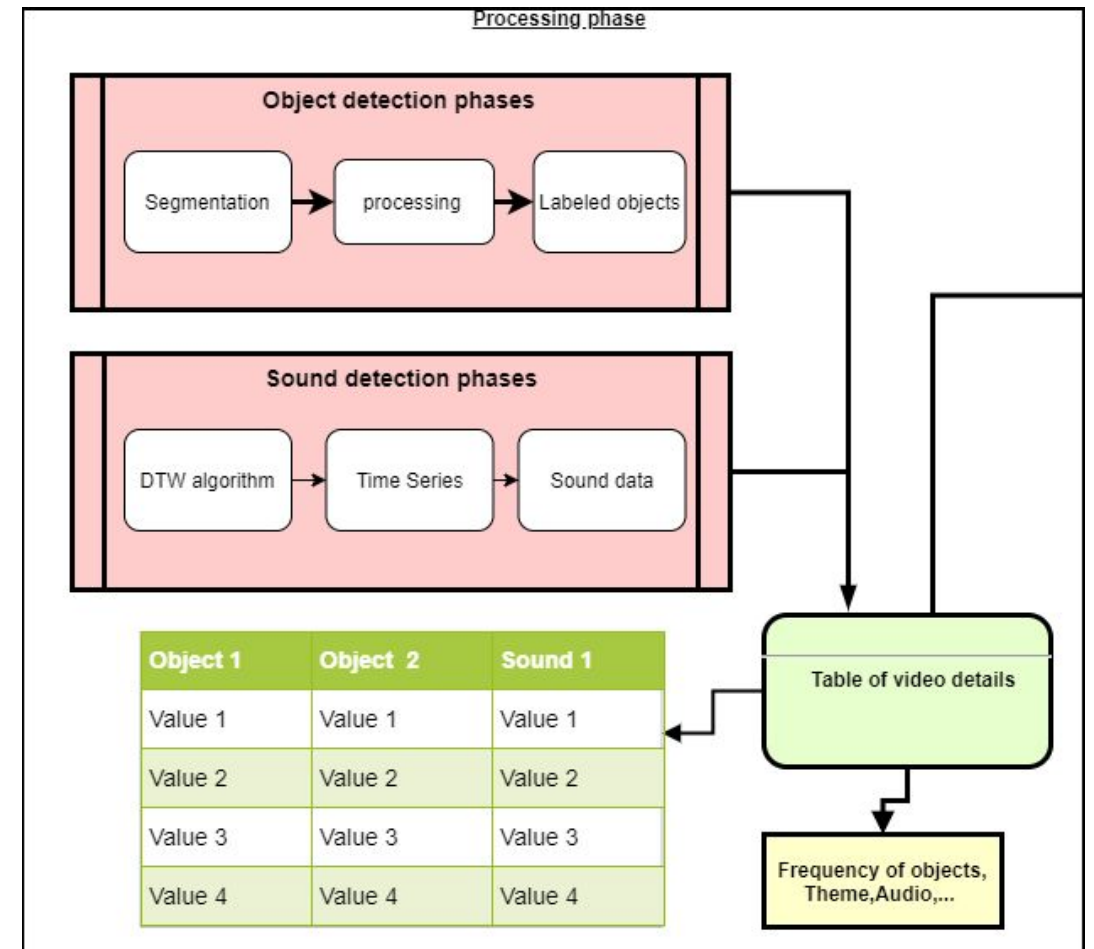 Processing phase
Object detection phases
Segmentation
processing
Labeled objects
Sound detection phases
DTW algorithm
Time Series
Sound data
Table of video details
Object 1 Object 2 Sound 1
Value 1 Value 1 Value 1
Value 2 Value 2 Value 2
Value 3 Value 3 Value 3
Value 4 Value 4 Value 4
Frequency of objects,
Theme,Audio,...